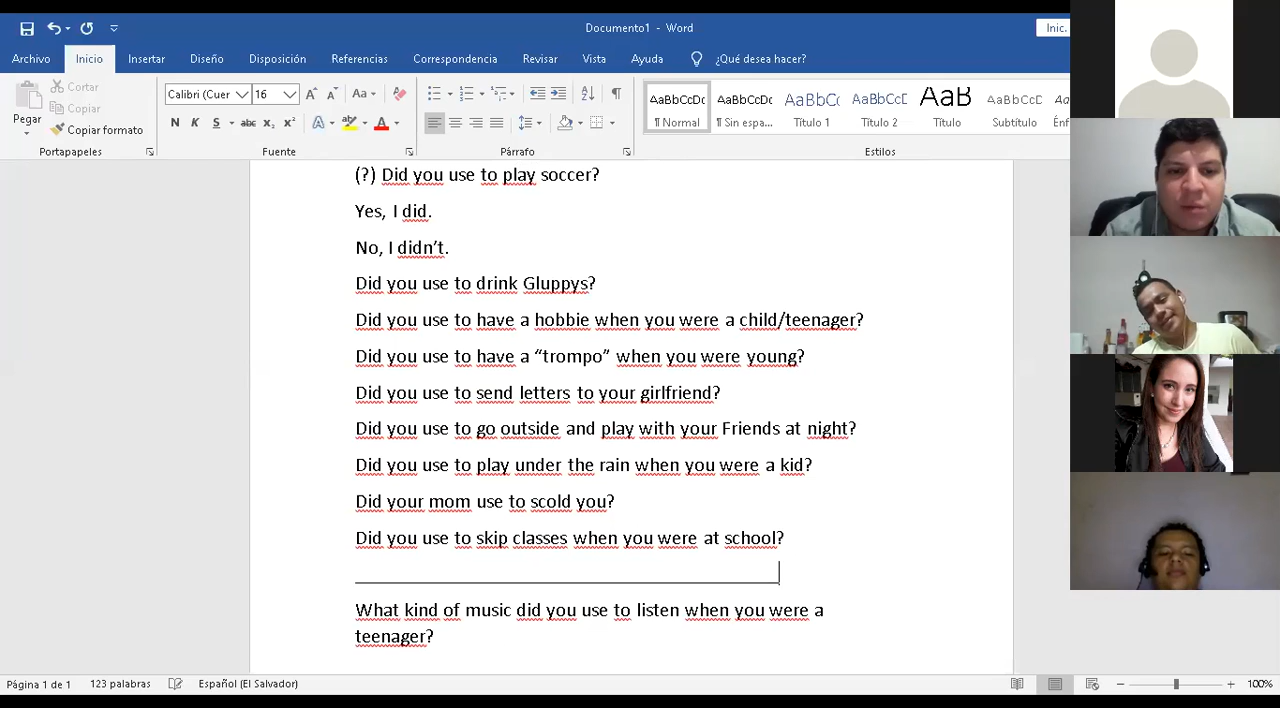 Documento1 - Word
Inic.
Archivo Inicio Insertar Diseño Disposición Referencias Correspondencia Revisar Vista Ayuda ¿Qué desea hacer?
Pegar
Cortar
Copiar
Copiar formato
Portapapeles
Calibri (Cuer 16
N K S abc x₂ x²
Fuente
Párrafo
AaBbCcDc AaBbCcDc AaBbC AaBbCcD AaB AaBbCcD
¶ Normal ¶ Sin espa... Título 1 Título 2 Título Subtítulo
Estilos
(?) Did you use to play soccer?
Yes, I did.
No, I didn't.
Did you use to drink Gluppys?
Did you use to have a hobbie when you were a child/teenager?
Did you use to have a “trompo” when you were young?
Did you use to send letters to your girlfriend?
Did you use to go outside and play with your Friends at night?
Did you use to play under the rain when you were a kid?
Did your mom use to scold you?
Did you use to skip classes when you were at school?
What kind of music did you use to listen when you were a
teenager?
Página 1 de 1 123 palabras Español (El Salvador) 100%